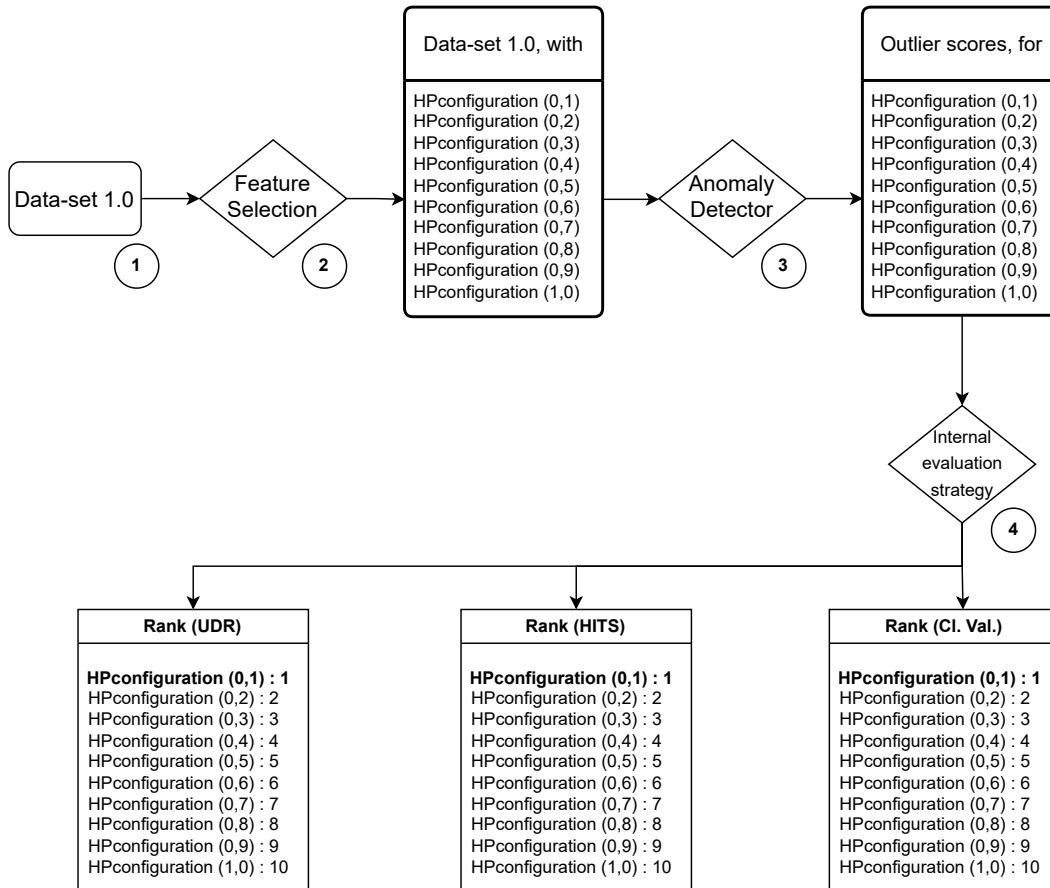 Data-set 1.0
1
Feature
Selection
2
Data-set 1.0, with
HPconfiguration (0,1)
HPconfiguration (0,2)
HPconfiguration (0,3)
HPconfiguration (0,4)
HPconfiguration (0,5)
HPconfiguration (0,6)
HPconfiguration (0,7)
HPconfiguration (0,8)
HPconfiguration (0,9)
HPconfiguration (1,0)
Anomaly
Detector
3
Outlier scores, for
HPconfiguration (0,1)
HPconfiguration (0,2)
HPconfiguration (0,3)
HPconfiguration (0,4)
HPconfiguration (0,5)
HPconfiguration (0,6)
HPconfiguration (0,7)
HPconfiguration (0,8)
HPconfiguration (0,9)
HPconfiguration (1,0)
Internal
evaluation
strategy
4
Rank (UDR)
HPconfiguration (0,1) : 1
HPconfiguration (0,2) : 2
HPconfiguration (0,3) : 3
HPconfiguration (0,4) : 4
HPconfiguration (0,5) : 5
HPconfiguration (0,6) : 6
HPconfiguration (0,7) : 7
HPconfiguration (0,8) : 8
HPconfiguration (0,9) : 9
HPconfiguration (1,0) : 10
Rank (HITS)
HPconfiguration (0,1) : 1
HPconfiguration (0,2) : 2
HPconfiguration (0,3) : 3
HPconfiguration (0,4) : 4
HPconfiguration (0,5) : 5
HPconfiguration (0,6) : 6
HPconfiguration (0,7) : 7
HPconfiguration (0,8) : 8
HPconfiguration (0,9) : 9
HPconfiguration (1,0) : 10
Rank (Cl. Val.)
HPconfiguration (0,1) : 1
HPconfiguration (0,2) : 2
HPconfiguration (0,3) : 3
HPconfiguration (0,4) : 4
HPconfiguration (0,5) : 5
HPconfiguration (0,6) : 6
HPconfiguration (0,7) : 7
HPconfiguration (0,8) : 8
HPconfiguration (0,9) : 9
HPconfiguration (1,0) : 10